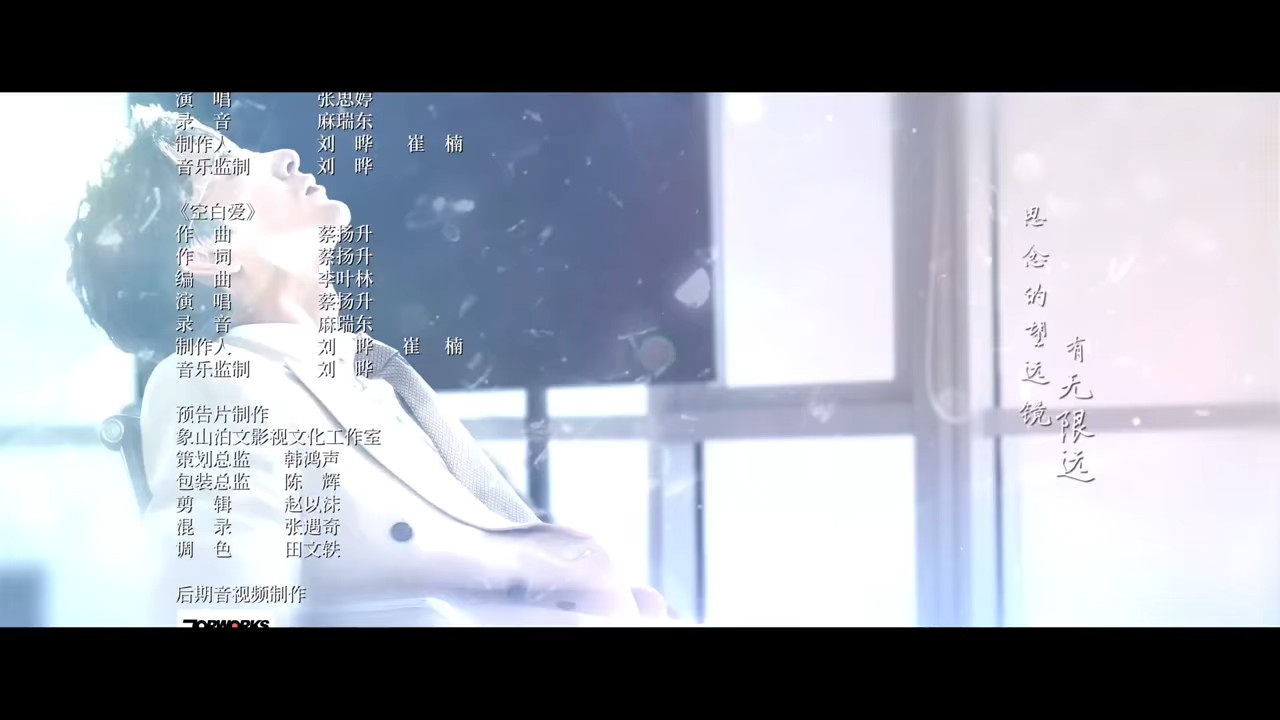 演 唱 张思婷
录 音 麻瑞东
制作人 刘 晔 崔 楠
音乐监制 刘 晔
《空白爱》
作 曲 蔡扬升
作 词 蔡扬升
编 曲 李叶林
演 唱 蔡扬升
录 音 麻瑞东
制作人 刘 晔 崔 楠
音乐监制 刘 晔
预告片制作
象山泊文影视文化工作室
策划总监 韩鸿声
包装总监 陈 辉
剪 辑 赵以沫
混 录 张遇奇
调 色 田文轶
后期音视频制作
TOPWORKS
思念的望远镜
有无限远